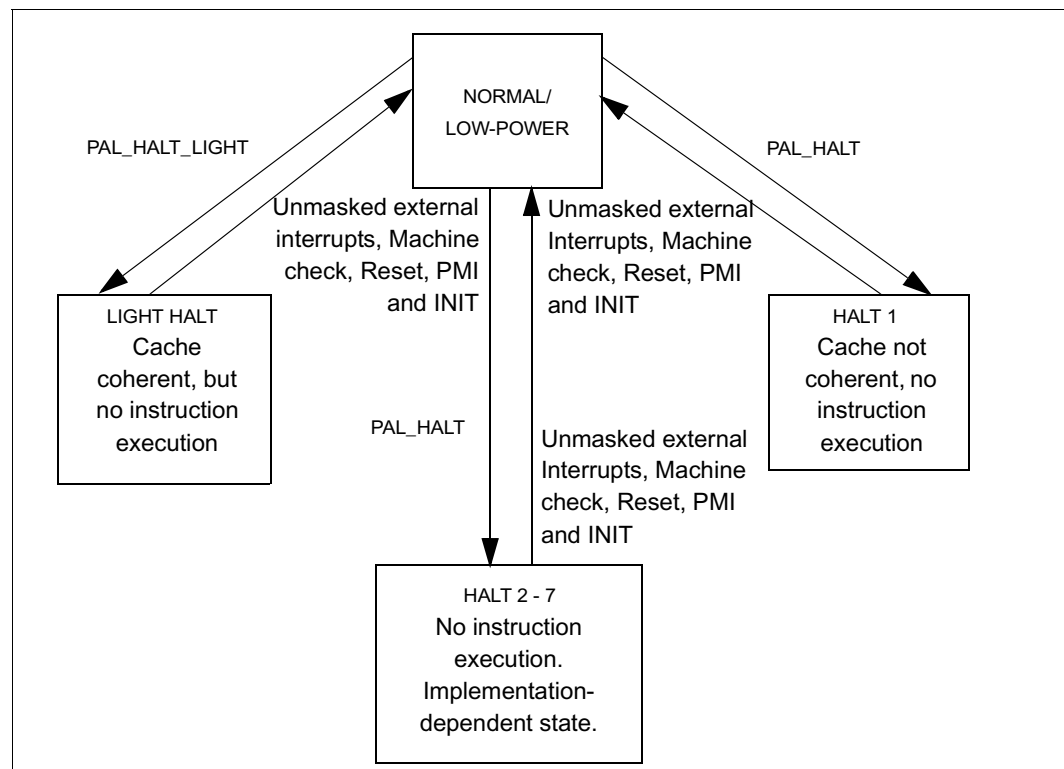 NORMAL/
LOW-POWER
PAL_HALT_LIGHT
PAL_HALT
Unmasked external
interrupts, Machine
check, Reset, PMI
and INIT
Unmasked external
Interrupts, Machine
check, Reset, PMI
and INIT
LIGHT HALT
Cache
coherent, but
no instruction
execution
HALT 1
Cache not
coherent, no
instruction
execution
PAL_HALT
Unmasked external
Interrupts, Machine
check, Reset, PMI
and INIT
HALT 2 - 7
No instruction
execution.
Implementation-
dependent state.